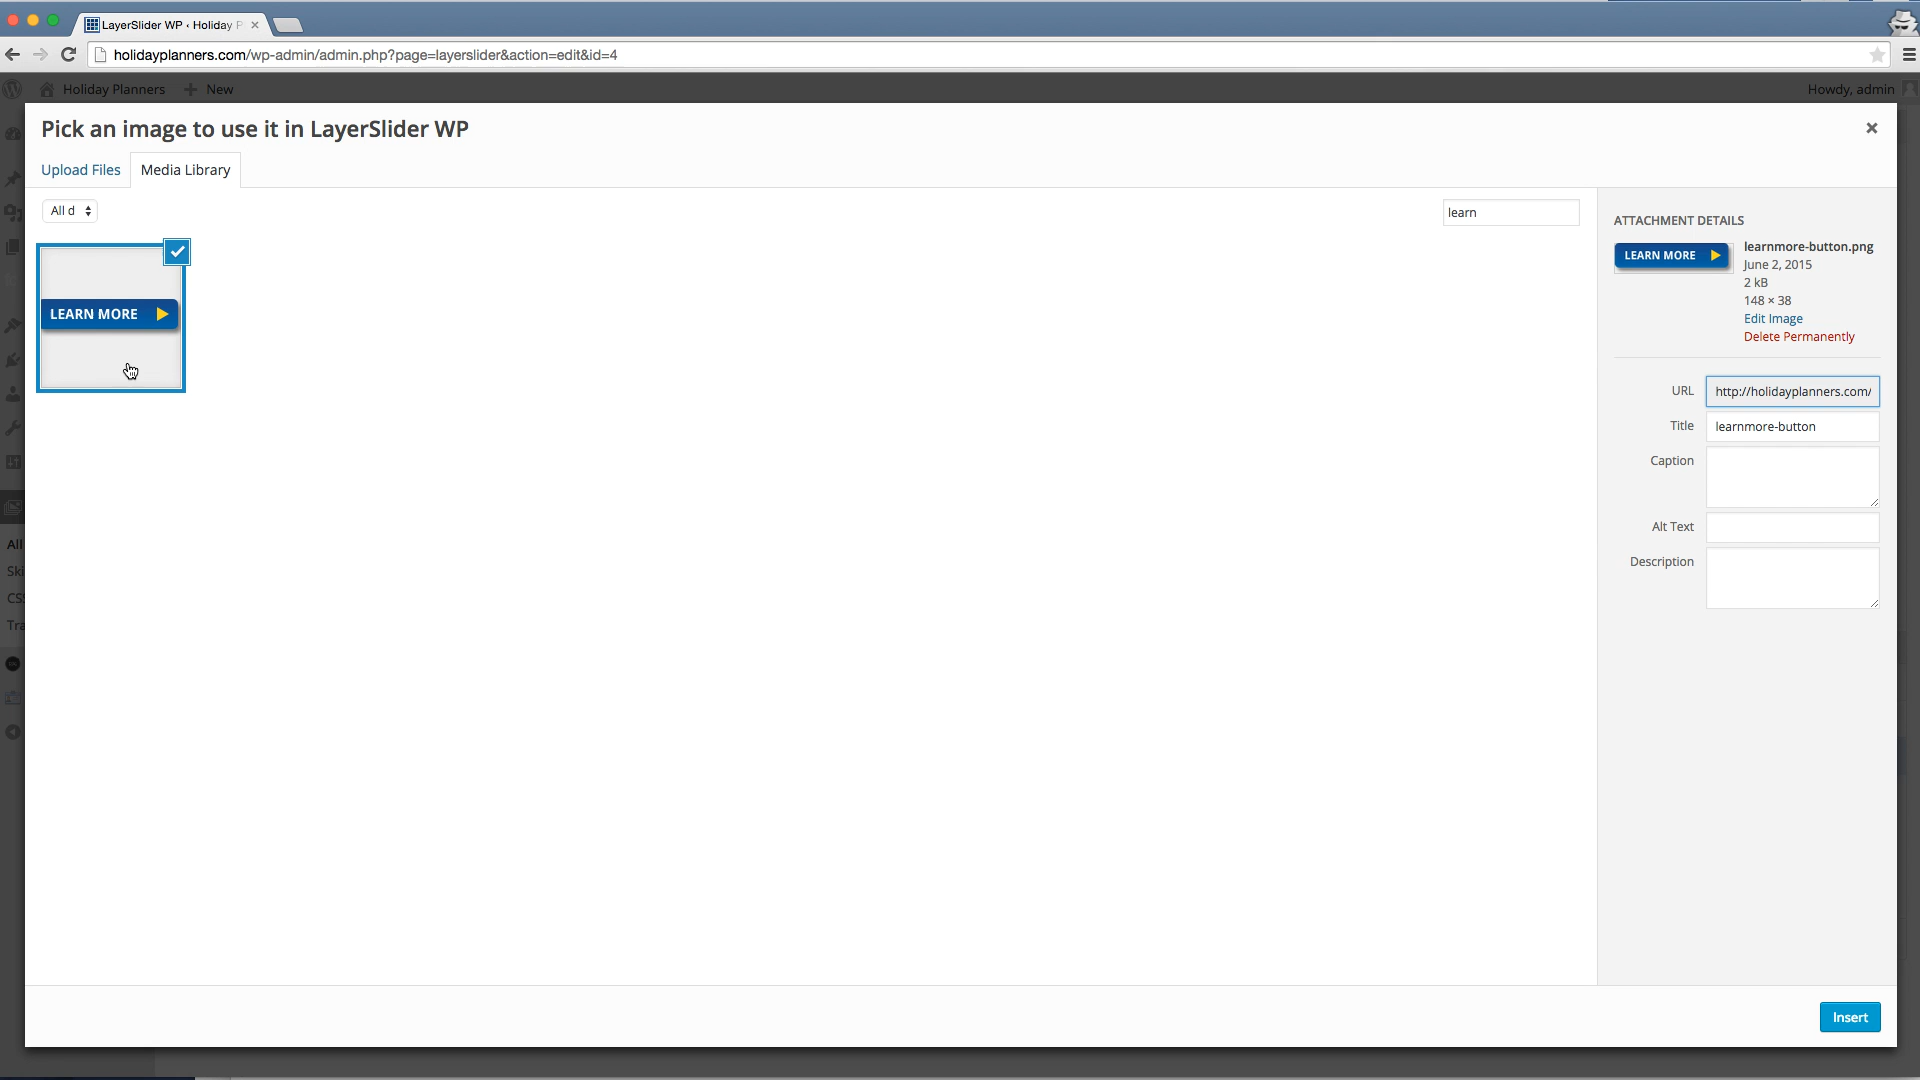 LayerSlider WP ‹ Holiday P
holidayplanners.com/wp-admin/admin.php?page=layerslider&action=edit&id=4
Holiday Planners
New
Howdy, admin
Pick an image to use it in LayerSlider WP
Upload Files
Media Library
All d
learn
LEARN MORE
ATTACHMENT DETAILS
LEARN MORE
learnmore-button.png
June 2, 2015
2 kB
148 × 38
Edit Image
Delete Permanently
URL
http://holidayplanners.com/
Title
learnmore-button
Caption
Alt Text
Description
All
Ski
CSS
Tra
Insert